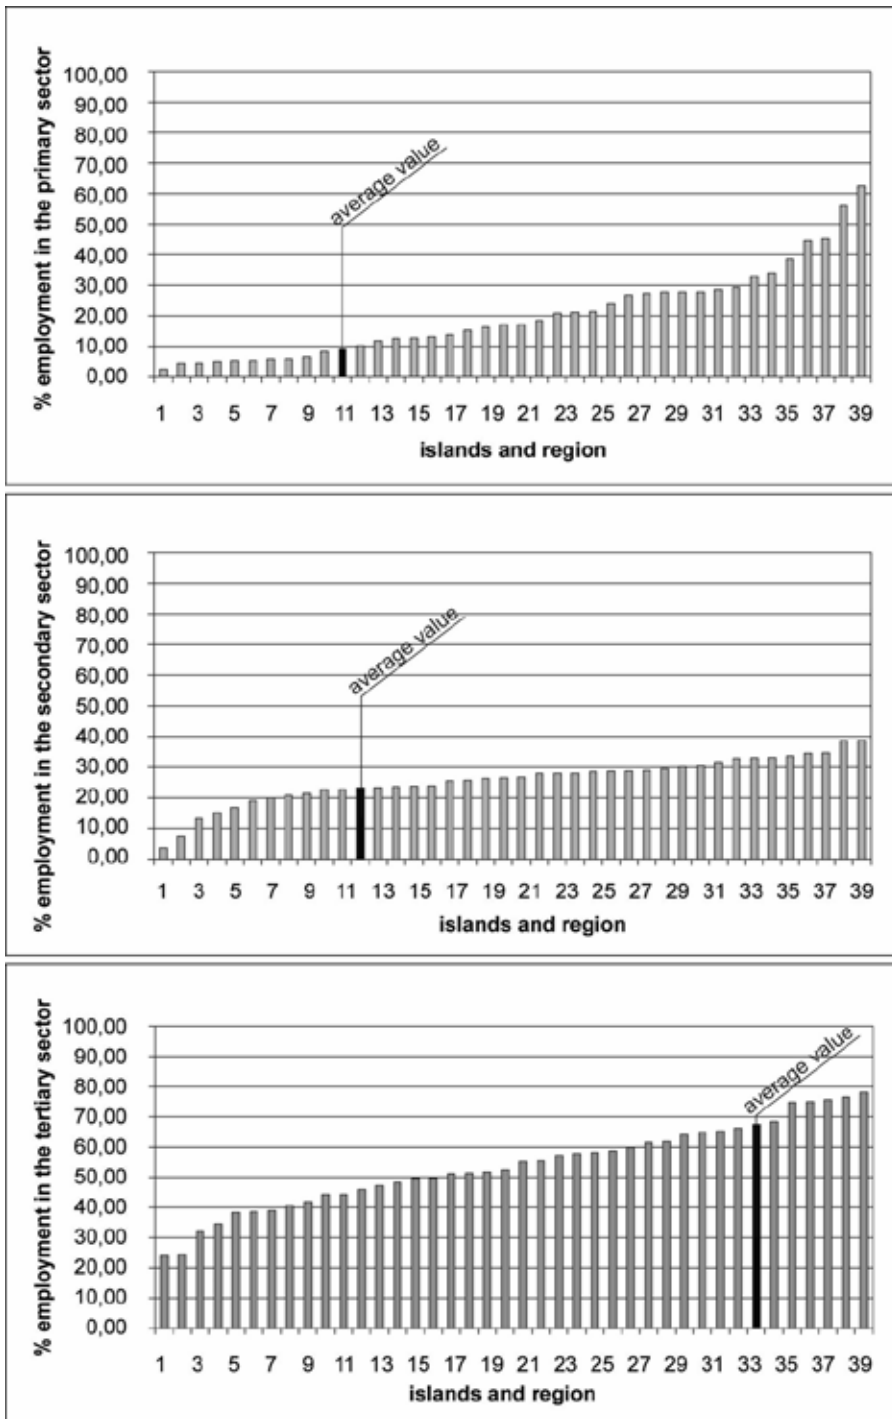 % employment in the primary sector
100,00
90,00
80,00
70,00
60,00
50,00
40,00
30,00
20,00
10,00
0,00
average value
1 3 5 7 9 11 13 15 17 19 21 23 25 27 29 31 33 35 37 39
islands and region
% employment in the secondary sector
100,00
90,00
80,00
70,00
60,00
50,00
40,00
30,00
20,00
10,00
0,00
average value
1 3 5 7 9 11 13 15 17 19 21 23 25 27 29 31 33 35 37 39
islands and region
% employment in the tertiary sector
100,00
90,00
80,00
70,00
60,00
50,00
40,00
30,00
20,00
10,00
0,00
average value
1 3 5 7 9 11 13 15 17 19 21 23 25 27 29 31 33 35 37 39
islands and region